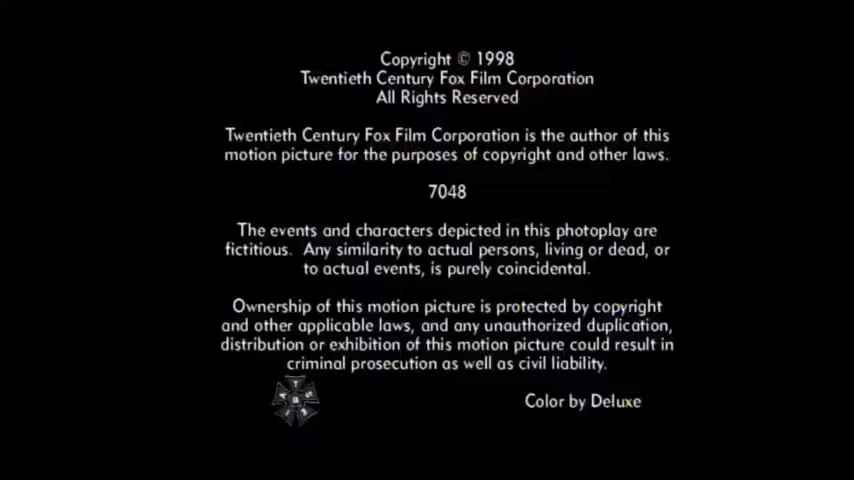 Copyright © 1998
Twentieth Century Fox Film Corporation
All Rights Reserved
Twentieth Century Fox Film Corporation is the author of this
motion picture for the purposes of copyright and other laws.
7048
The events and characters depicted in this photoplay are
fictitious. Any similarity to actual persons, living or dead, or
to actual events, is purely coincidental.
Ownership of this motion picture is protected by copyright
and other applicable laws, and any unauthorized duplication,
distribution or exhibition of this motion picture could result in
criminal prosecution as well as civil liability.
Color by Deluxe